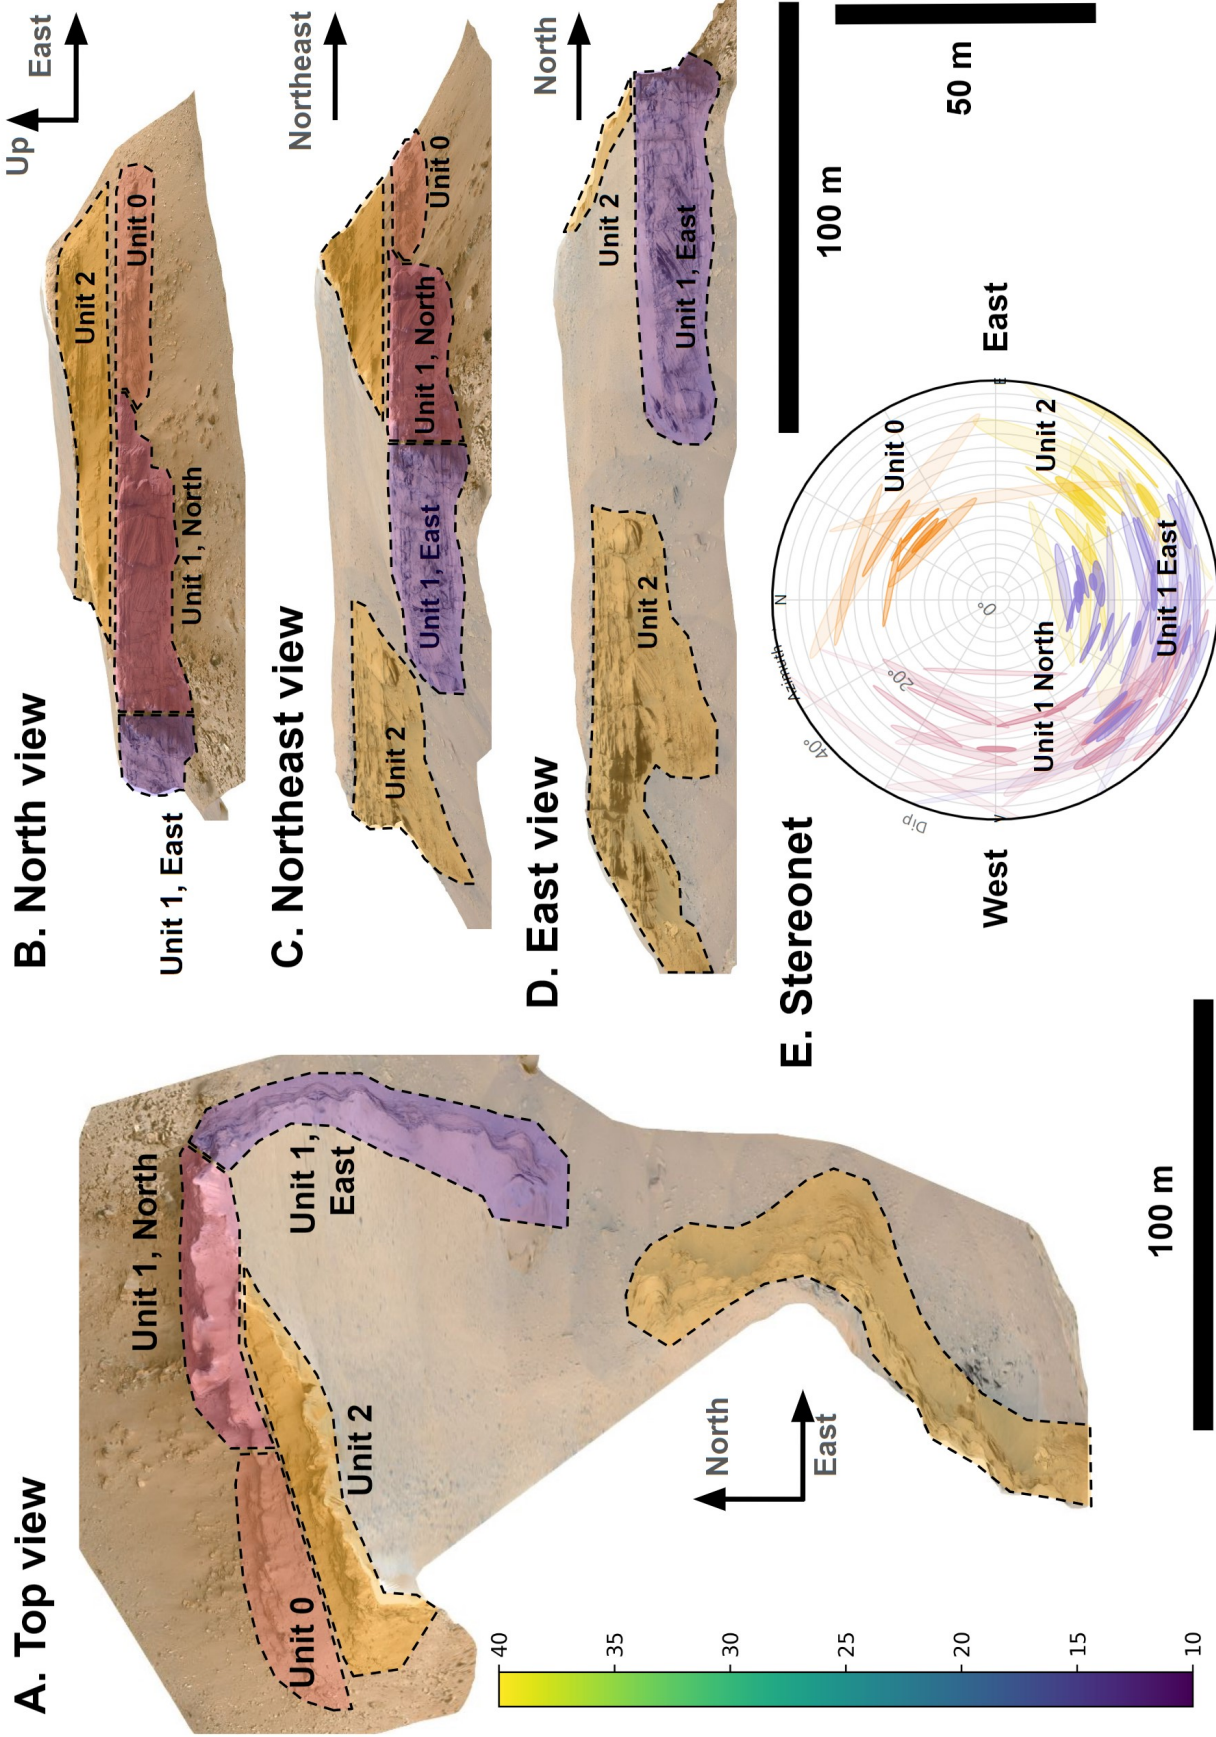 A. Top view
Unit 1, North
Unit 1,
East
Unit 0
Unit 2
North
East
100 m
40
35
30
25
20
15
10
B. North view
Up
East
Unit 2
Unit 0
Unit 1, North
Unit 1, East
C. Northeast view
Northeast
Unit 0
Unit 1, North
Unit 1, East
Unit 2
D. East view
North
Unit 2
Unit 1, East
Unit 2
100 m
50 m
E. Stereonet
N
Azimuth
Unit 0
40°
20°
0°
Dip
West
East
E
Unit 2
Unit 1 North
Unit 1 East